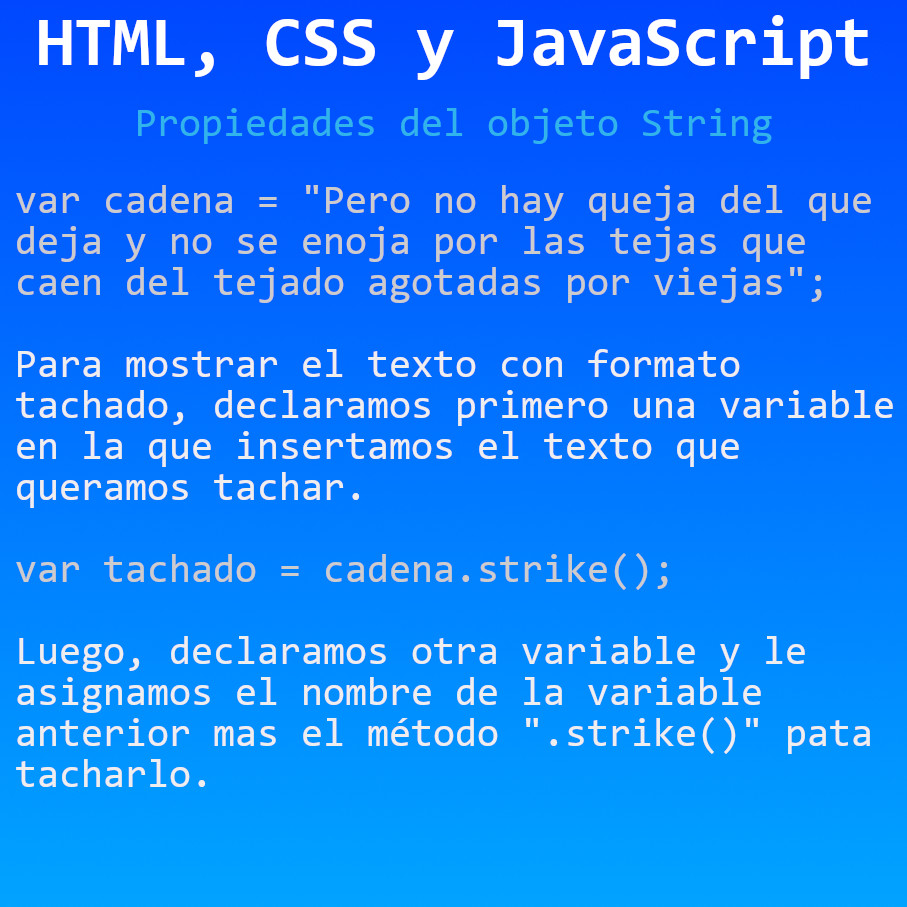 HTML, CSS y JavaScript
Propiedades del objeto String
var cadena = "Pero no hay queja del que
deja y no se enoja por las tejas que
caen del tejado agotadas por viejas";
Para mostrar el texto con formato
tachado, declaramos primero una variable
en la que insertamos el texto que
queramos tachar.
var tachado = cadena.strike();
Luego, declaramos otra variable y le
asignamos el nombre de la variable
anterior mas el método ".strike()" pata
tacharlo.